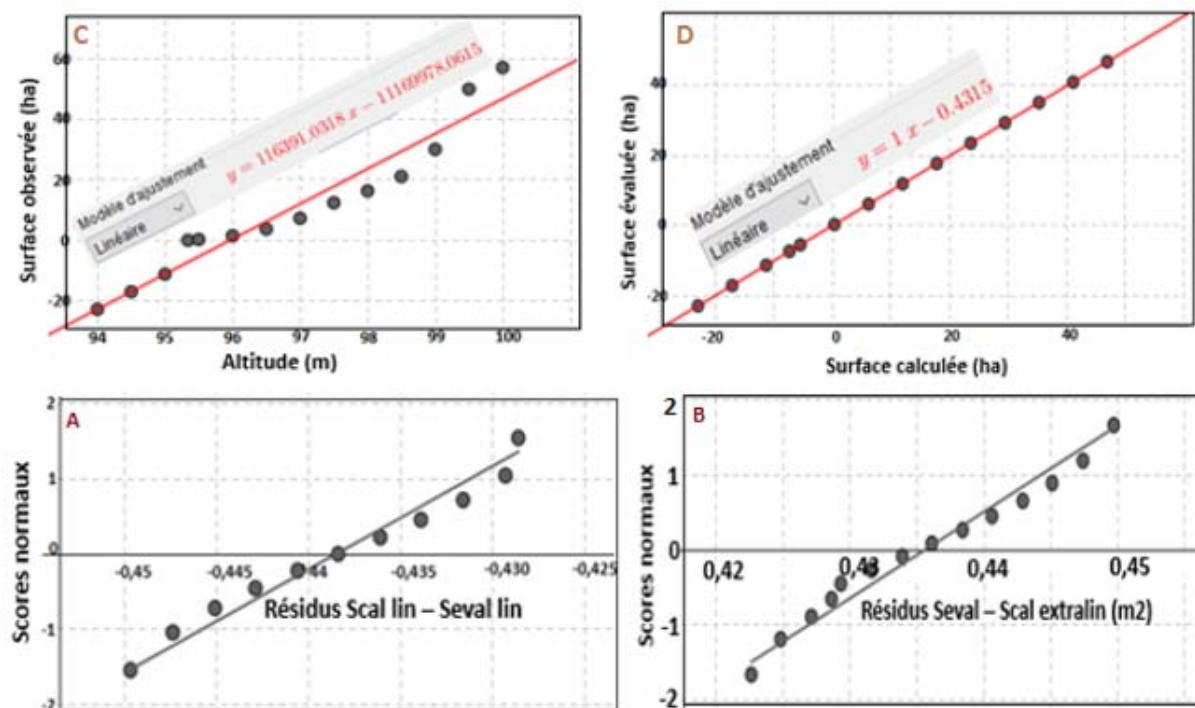 C
Surface observée (ha)
60
40
20
0
-20
Modèle d'ajustement
Linéaire
y = 116391.0318 x − 11169978.0615
94 95 96 97 98 99 100
Altitude (m)
D
Surface évaluée (ha)
40
20
0
-20
Modèle d'ajustement
Linéaire
y = 1 x − 0.4315
-20 0 20 40
Surface calculée (ha)
A
Scores normaux
2
1
0
-1
-2
-0,45 -0,445 -0,44 -0,435 -0,430 -0,425
Résidus Scal lin – Seval lin
B
Scores normaux
2
1
0
-1
-2
0,42 0,43 0,44 0,45
Résidus Seval – Scal extralin (m2)